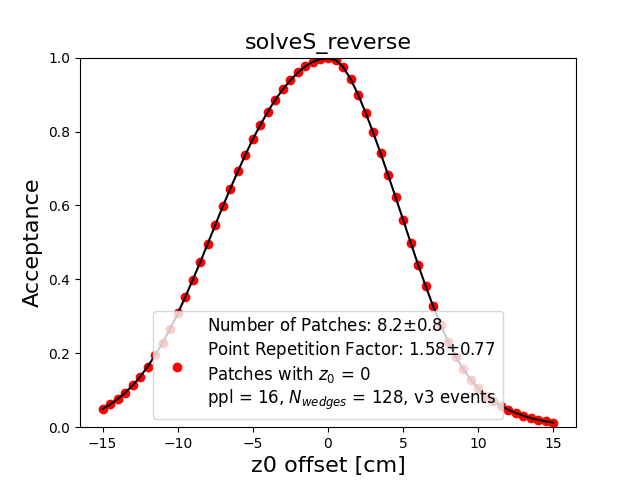 solveS_reverse
Acceptance
1.0
0.8
0.6
0.4
0.2
0.0
Number of Patches: 8.2±0.8
Point Repetition Factor: 1.58±0.77
Patches with z₀ = 0
ppl = 16, N_wedges = 128, v3 events
−15 −10 −5 0 5 10 15
z0 offset [cm]